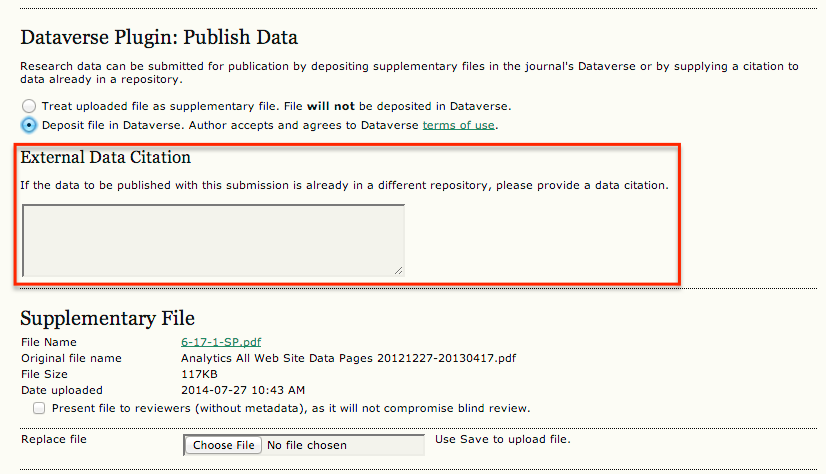 Dataverse Plugin: Publish Data
Research data can be submitted for publication by depositing supplementary files in the journal's Dataverse or by supplying a citation to
data already in a repository.
Treat uploaded file as supplementary file. File will not be deposited in Dataverse.
Deposit file in Dataverse. Author accepts and agrees to Dataverse terms of use.
External Data Citation
If the data to be published with this submission is already in a different repository, please provide a data citation.
Supplementary File
File Name 6-17-1-SP.pdf
Original file name Analytics All Web Site Data Pages 20121227-20130417.pdf
File Size 117KB
Date uploaded 2014-07-27 10:43 AM
Present file to reviewers (without metadata), as it will not compromise blind review.
Replace file Choose File No file chosen Use Save to upload file.